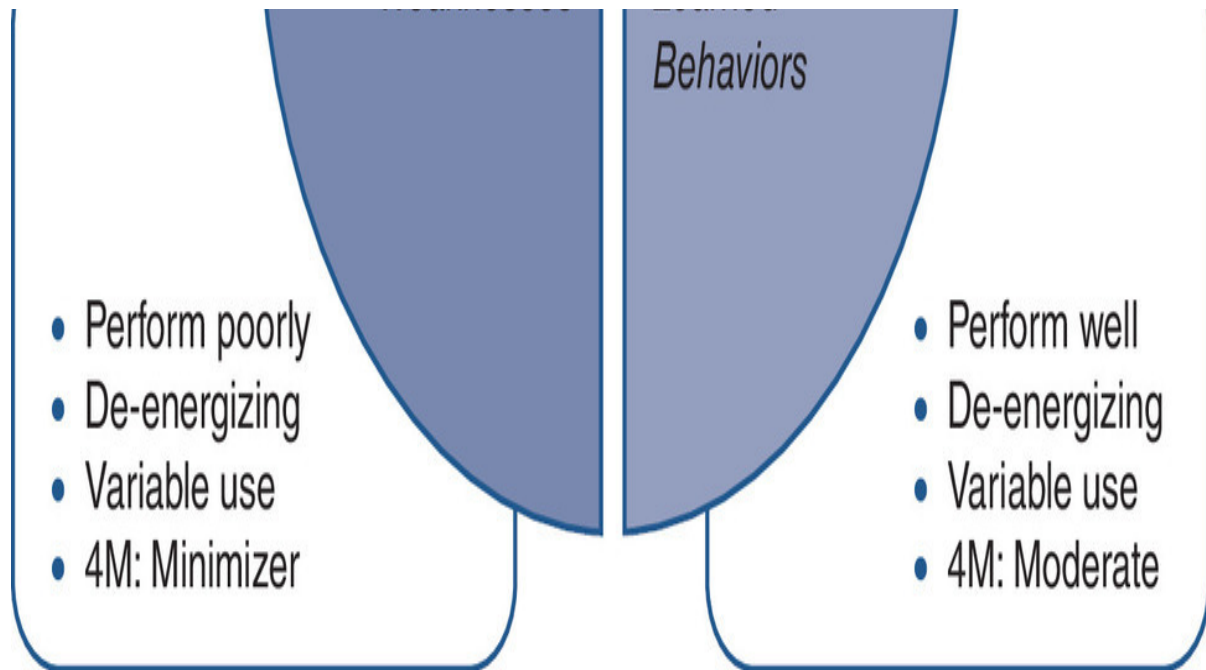 Behaviors
• Perform poorly
• De-energizing
• Variable use
• 4M: Minimizer
• Perform well
• De-energizing
• Variable use
• 4M: Moderate